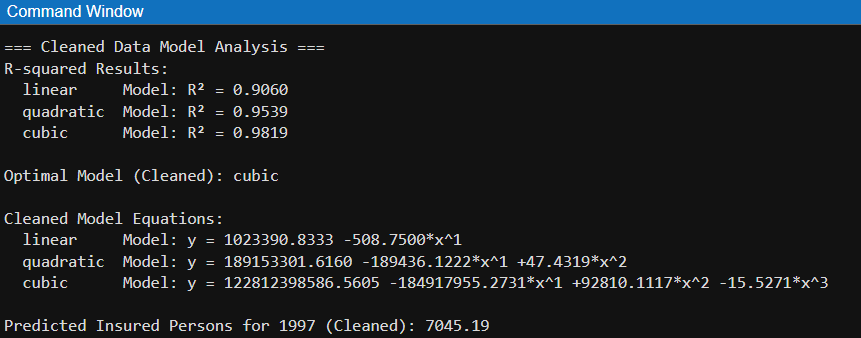 Command Window
=== Cleaned Data Model Analysis ===
R-squared Results:
linear Model: R² = 0.9060
quadratic Model: R² = 0.9539
cubic Model: R² = 0.9819
Optimal Model (Cleaned): cubic
Cleaned Model Equations:
linear Model: y = 1023390.8333 -508.7500*x^1
quadratic Model: y = 189153301.6160 -189436.1222*x^1 +47.4319*x^2
cubic Model: y = 122812398586.5605 -184917955.2731*x^1 +92810.1117*x^2 -15.5271*x^3
Predicted Insured Persons for 1997 (Cleaned): 7045.19